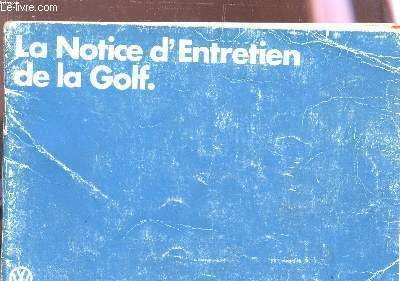 Le-livre.com
La Notice d'Entretien
de la Golf.